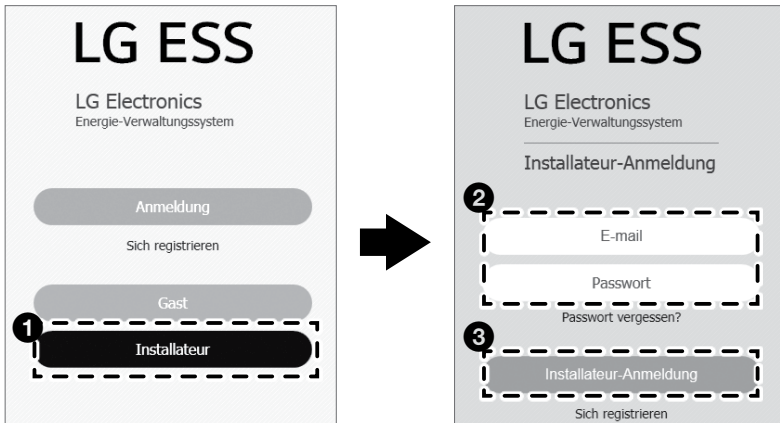 LG ESS
LG Electronics
Energie-Verwaltungssystem
Anmeldung
Sich registrieren
Gast
1
Installateur
LG ESS
LG Electronics
Energie-Verwaltungssystem
Installateur-Anmeldung
2
E-mail
Passwort
Passwort vergessen?
3
Installateur-Anmeldung
Sich registrieren